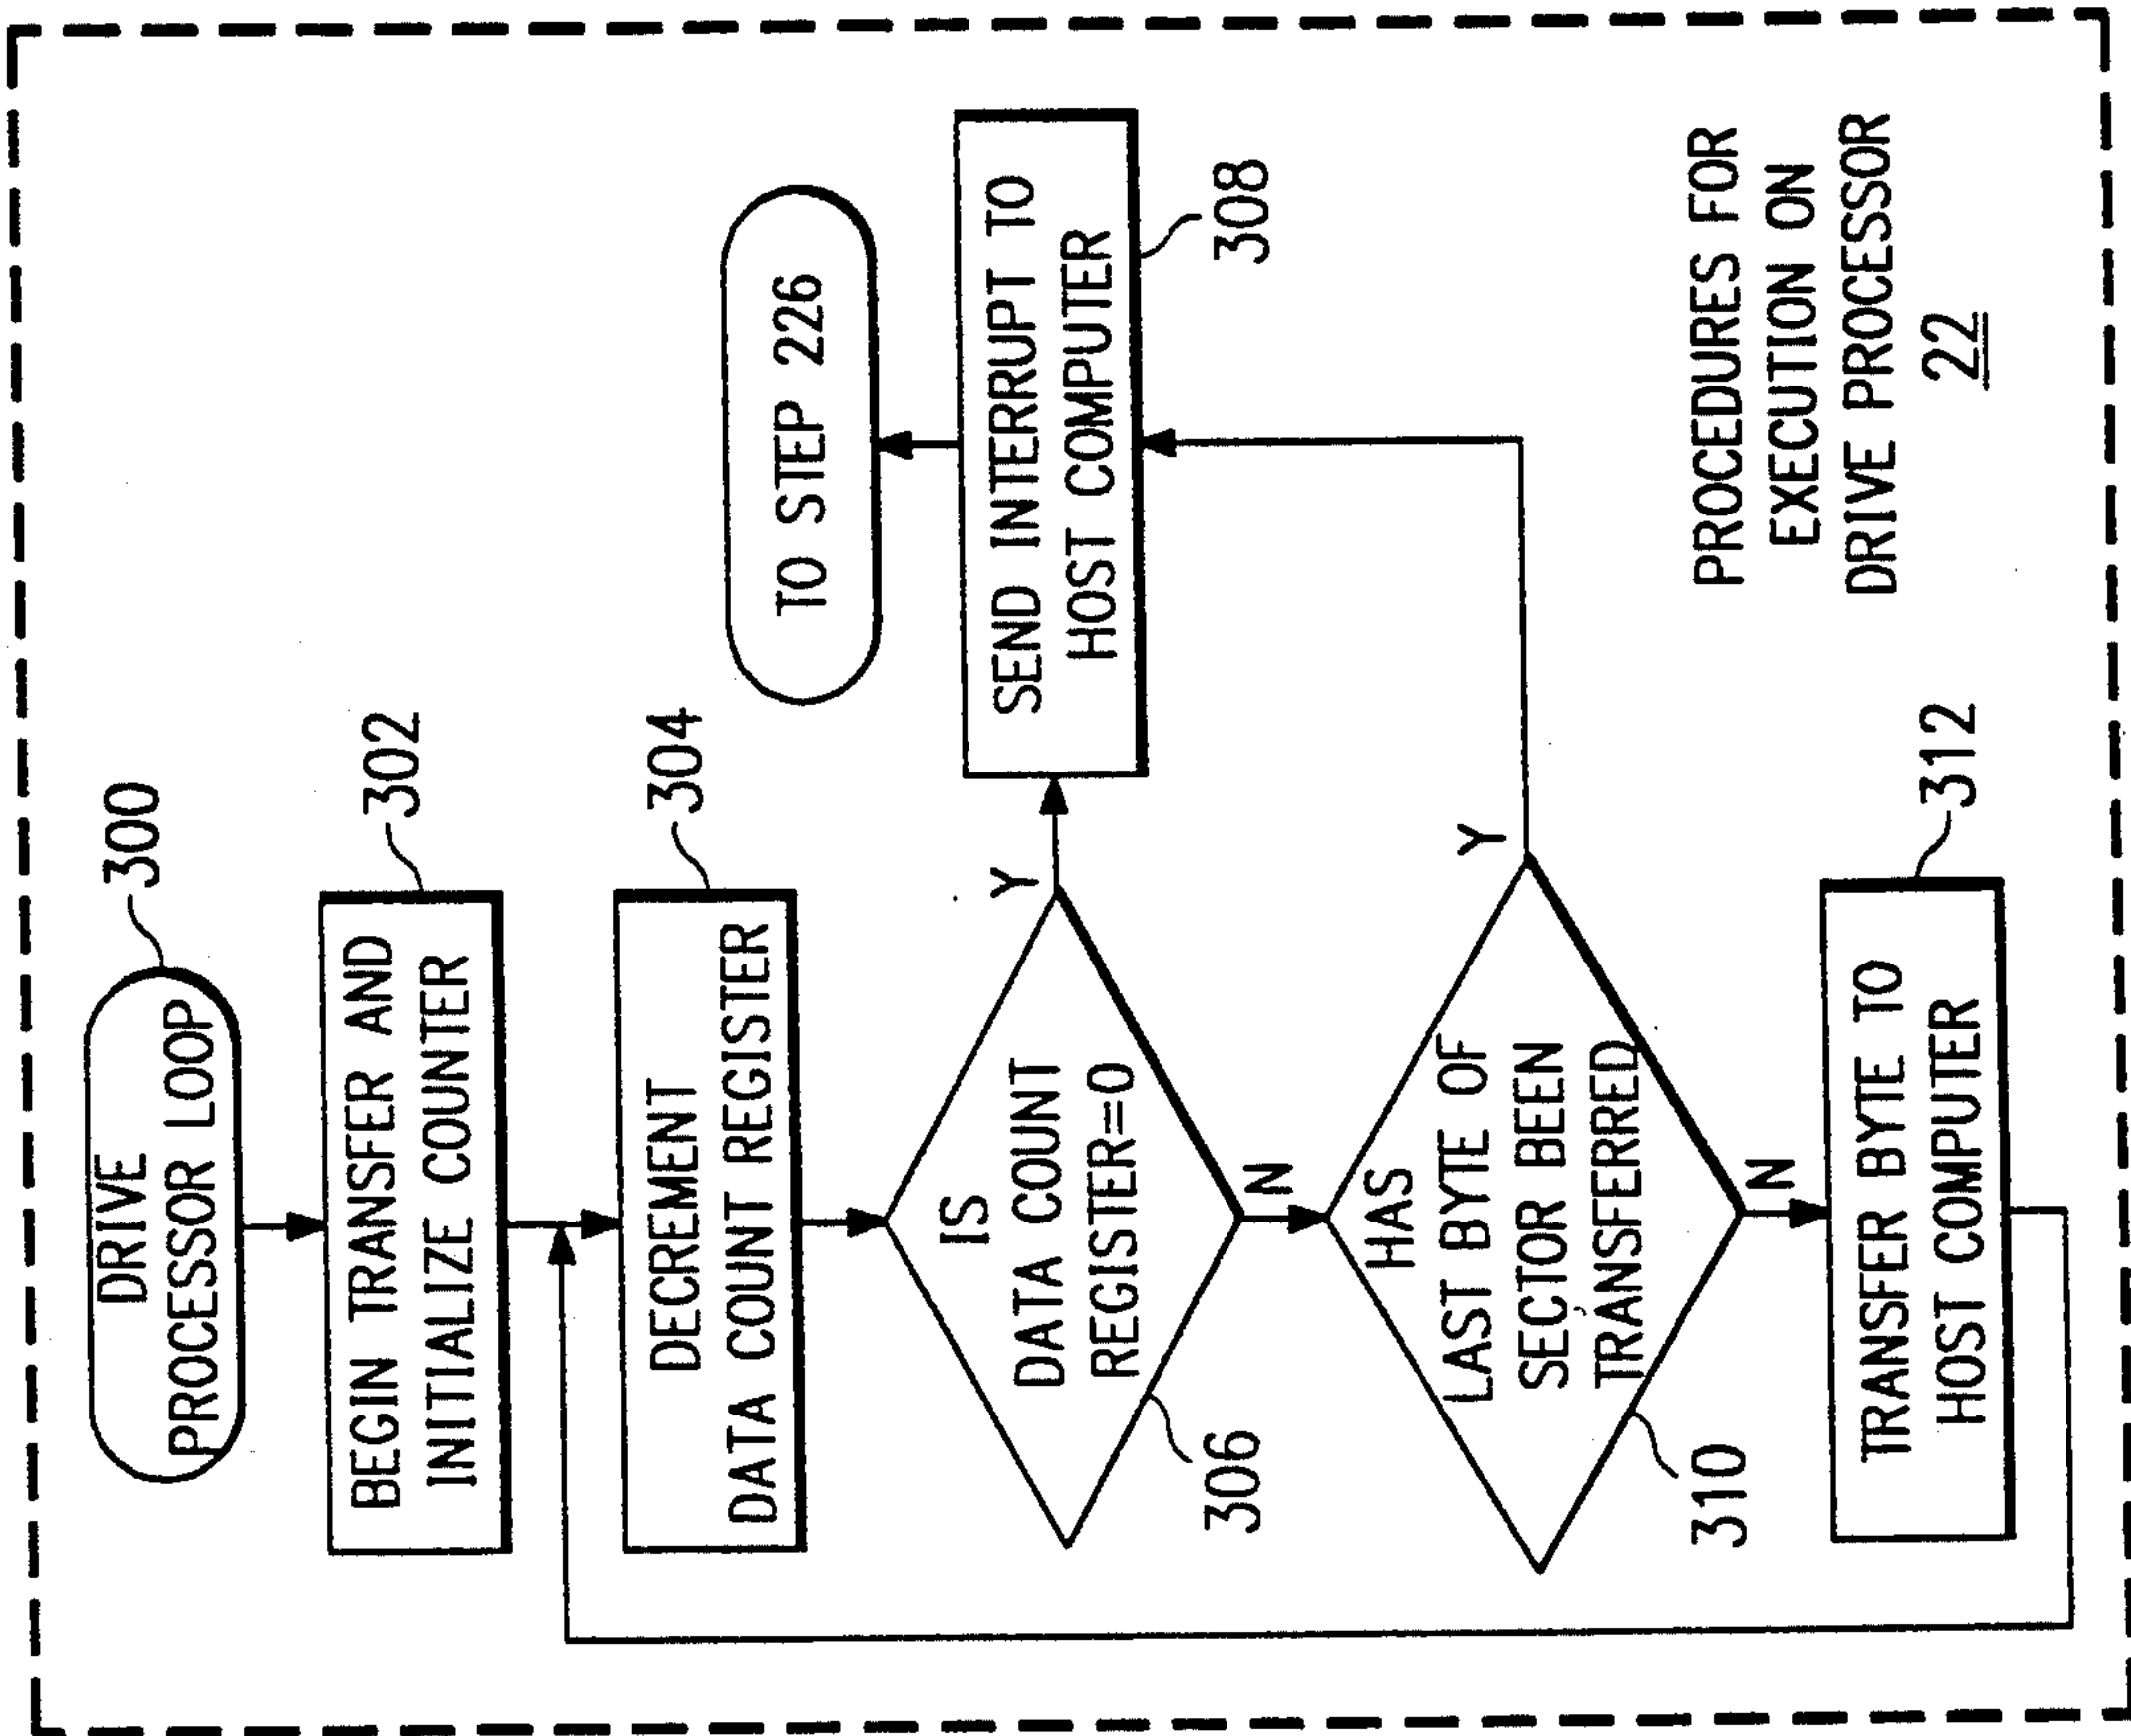 DRIVE
PROCESSOR LOOP
300
BEGIN TRANSFER AND
INITIALIZE COUNTER
302
DECREMENT
DATA COUNT REGISTER
304
IS
DATA COUNT
REGISTER=0
306
Y
N
TO STEP 226
SEND INTERRUPT TO
HOST COMPUTER
308
HAS
LAST BYTE OF
SECTOR BEEN
TRANSFERRED
310
Y
N
TRANSFER BYTE TO
HOST COMPUTER
312
PROCEDURES FOR
EXECUTION ON
DRIVE PROCESSOR
22